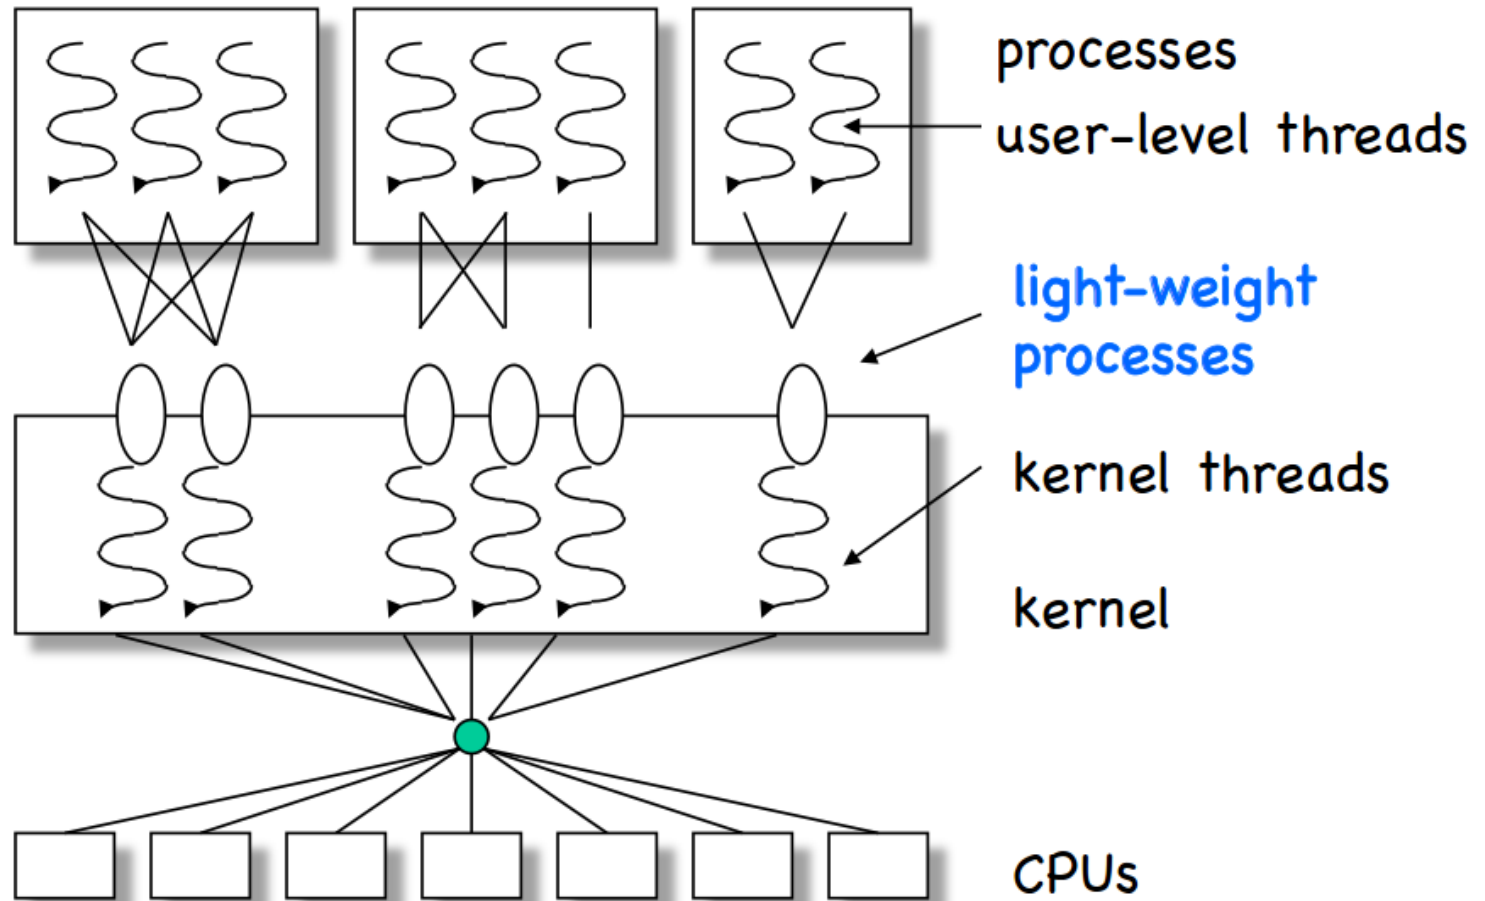 processes
user-level threads
light-weight
processes
kernel threads
kernel
CPUs